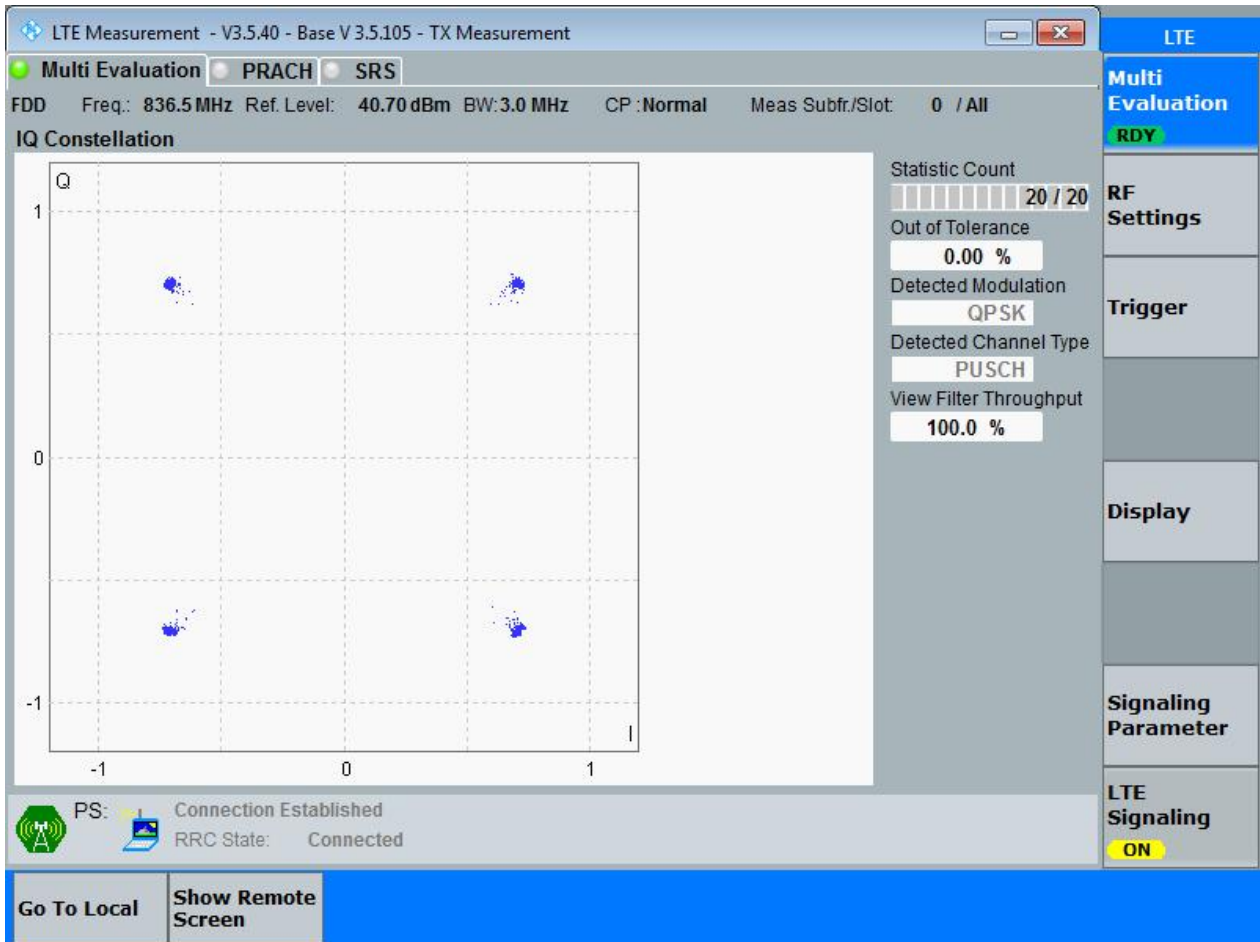 LTE Measurement - V3.5.40 - Base V 3.5.105 - TX Measurement
LTE
Multi Evaluation PRACH SRS
FDD Freq.: 836.5 MHz Ref. Level: 40.70 dBm BW: 3.0 MHz CP : Normal Meas Subfr./Slot: 0 / All
IQ Constellation
Q
1
0
-1
I
-1 0 1
Statistic Count
20 / 20
Out of Tolerance
0.00 %
Detected Modulation
QPSK
Detected Channel Type
PUSCH
View Filter Throughput
100.0 %
Multi
Evaluation
RDY
RF
Settings
Trigger
Display
Signaling
Parameter
LTE
Signaling
ON
PS: Connection Established
RRC State: Connected
Go To Local
Show Remote
Screen